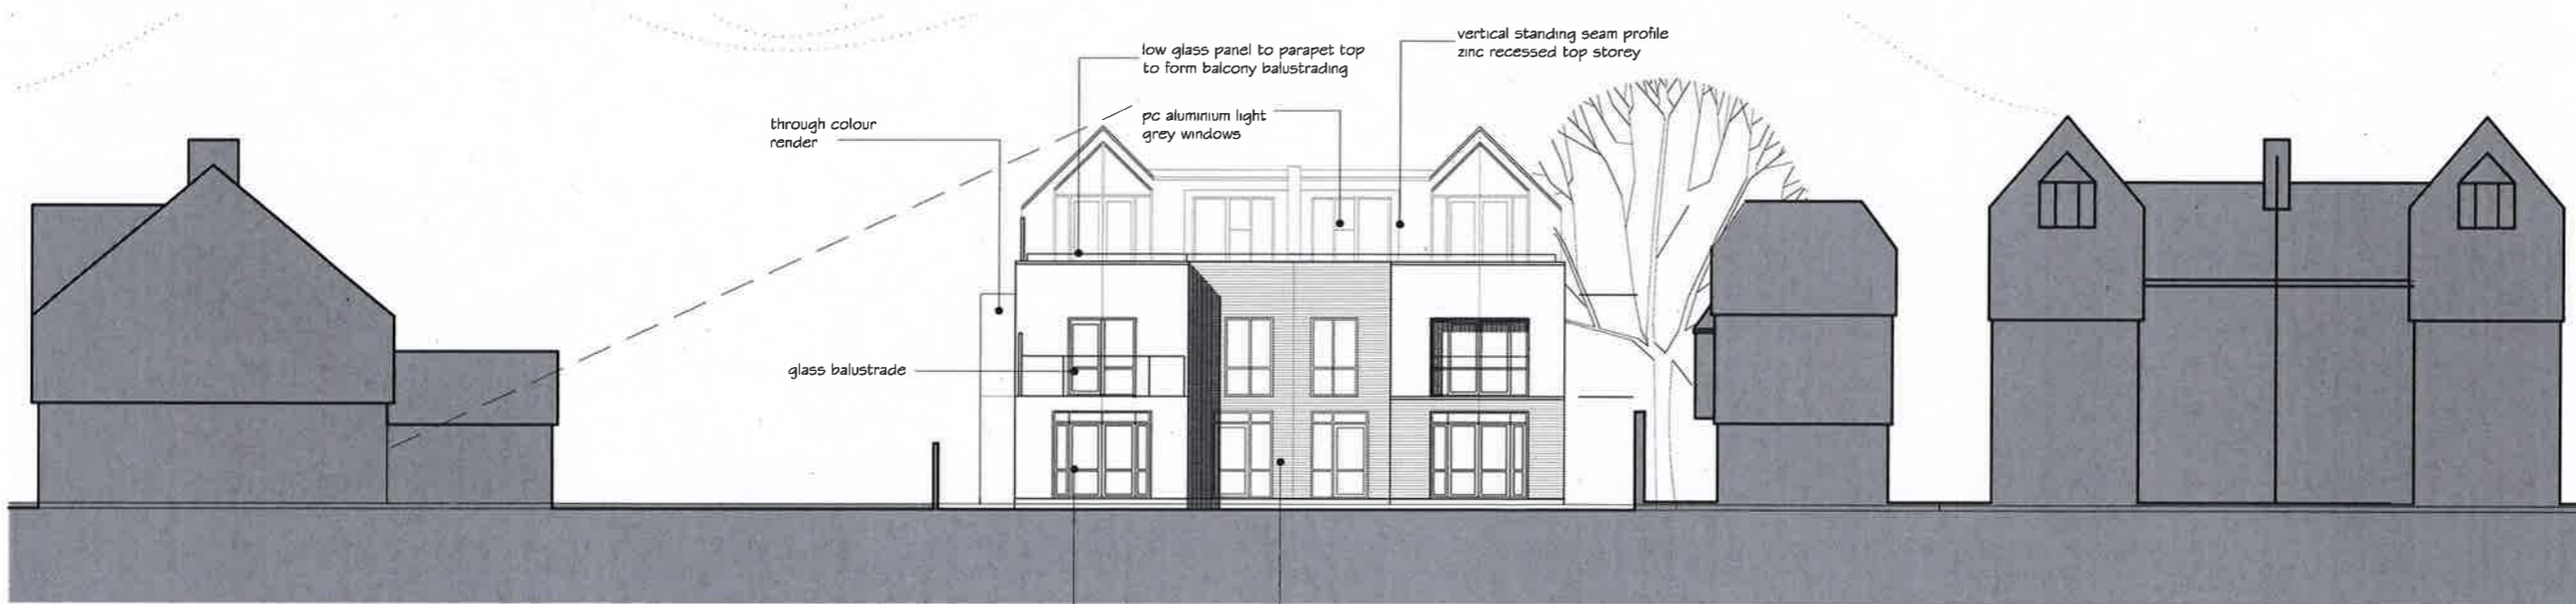 low glass panel to parapet top
to form balcony balustrading
vertical standing seam profile
zinc recessed top storey
through colour
render
pc aluminium light
grey windows
glass balustrade